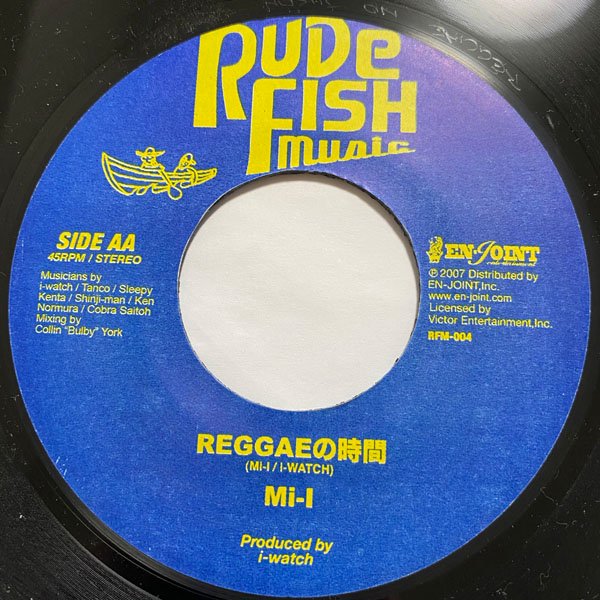 RUDE
FISH
music
SIDE AA
45RPM / STEREO
Musicians by
i-watch / Tanco / Sleepy
Kenta / Shinji-man / Ken
Normura / Cobra Saitoh
Mixing by
Collin "Bulby" York
EN-JOINT
entertainment
℗ 2007 Distributed by
EN-JOINT,Inc.
www.en-joint.com
Licensed by
Victor Entertainment,Inc.
RFM-004
REGGAEの時間
(Mi-I / I-WATCH)
Mi-I
Produced by
i-watch